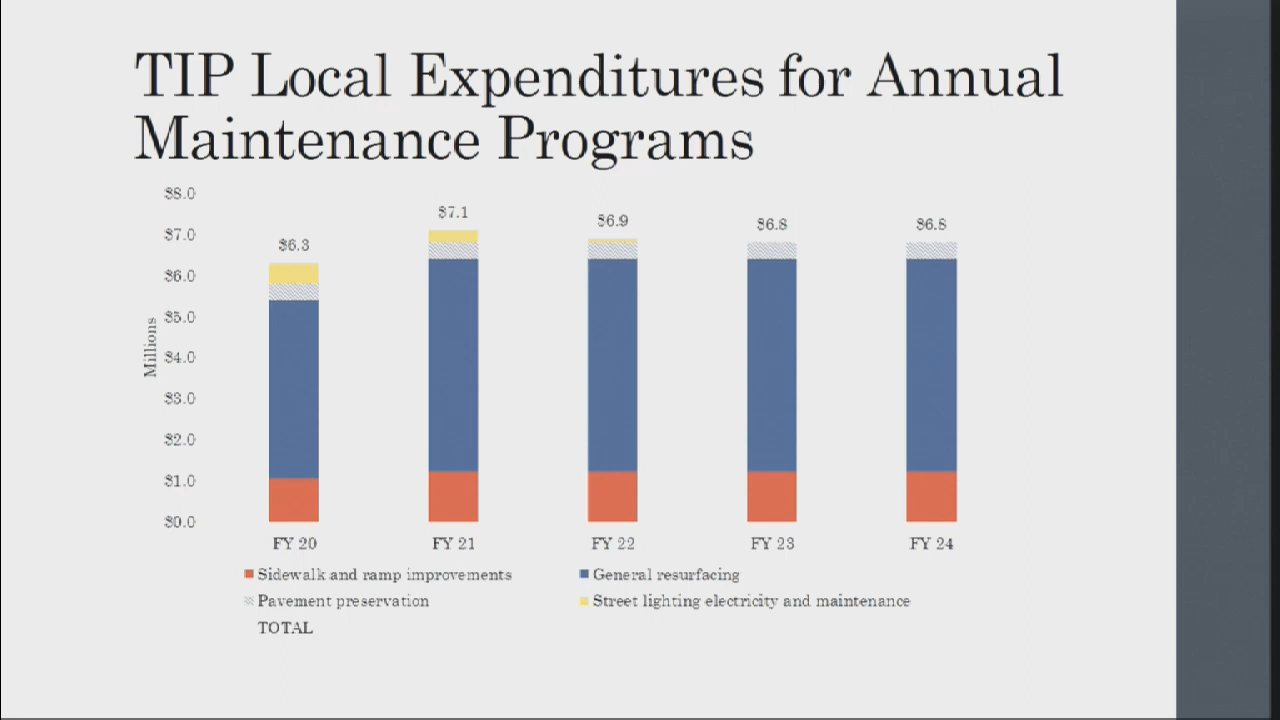 TIP Local Expenditures for Annual
Maintenance Programs
$8.0
$7.0
$6.0
$5.0
$4.0
$3.0
$2.0
$1.0
$0.0
Millions
$6.3
$7.1
$6.9
$6.8
$6.8
FY 20
FY 21
FY 22
FY 23
FY 24
Sidewalk and ramp improvements
General resurfacing
Pavement preservation
Street lighting electricity and maintenance
TOTAL